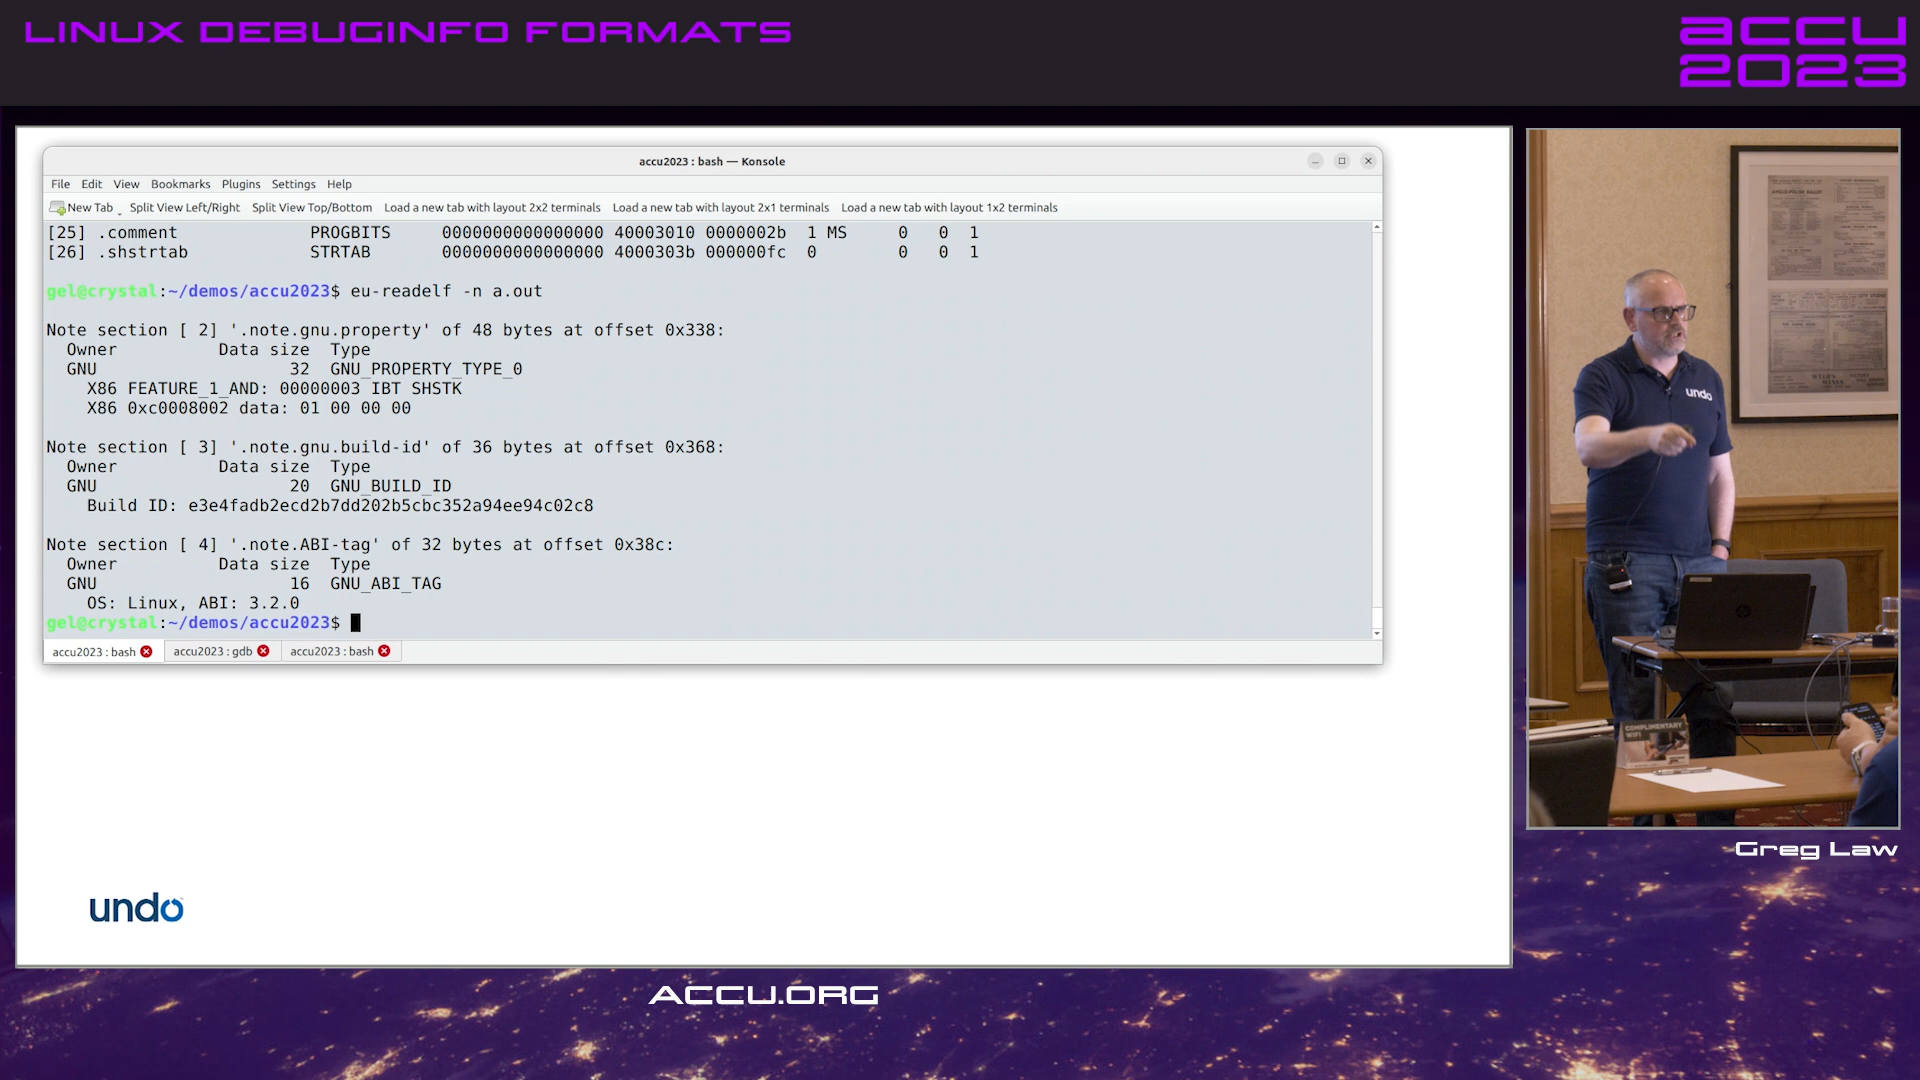 LINUX DEBUGINFO FORMATS
accu
2023
accu2023 : bash — Konsole
File Edit View Bookmarks Plugins Settings Help
New Tab Split View Left/Right Split View Top/Bottom Load a new tab with layout 2x2 terminals Load a new tab with layout 2x1 terminals Load a new tab with layout 1x2 terminals
[25] .comment PROGBITS 0000000000000000 40003010 0000002b 1 MS 0 0 1
[26] .shstrtab STRTAB 0000000000000000 4000303b 000000fc 0 0 0 1
gel@crystal:~/demos/accu2023$ eu-readelf -n a.out
Note section [ 2] '.note.gnu.property' of 48 bytes at offset 0x338:
Owner Data size Type
GNU 32 GNU_PROPERTY_TYPE_0
X86 FEATURE_1_AND: 00000003 IBT SHSTK
X86 0xc0008002 data: 01 00 00 00
Note section [ 3] '.note.gnu.build-id' of 36 bytes at offset 0x368:
Owner Data size Type
GNU 20 GNU_BUILD_ID
Build ID: e3e4fadb2ecd2b7dd202b5cbc352a94ee94c02c8
Note section [ 4] '.note.ABI-tag' of 32 bytes at offset 0x38c:
Owner Data size Type
GNU 16 GNU_ABI_TAG
OS: Linux, ABI: 3.2.0
gel@crystal:~/demos/accu2023$
accu2023 : bash accu2023 : gdb accu2023 : bash
undo
undo
COMPLIMENTARY
WIFI
Greg Law
ACCU.ORG